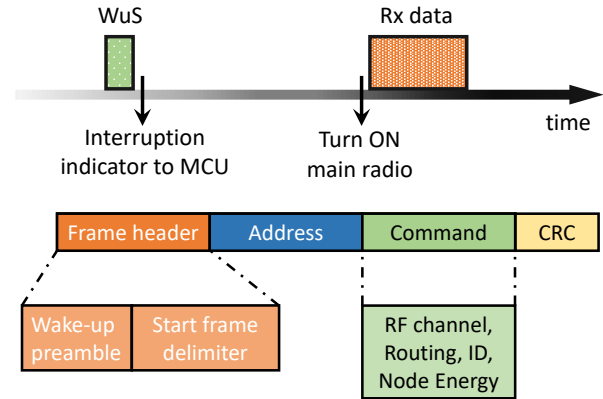 WuS
Rx data
Interruption
indicator to MCU
Turn ON
main radio
time
Frame header
Address
Command
CRC
Wake-up
preamble
Start frame
delimiter
RF channel,
Routing, ID,
Node Energy